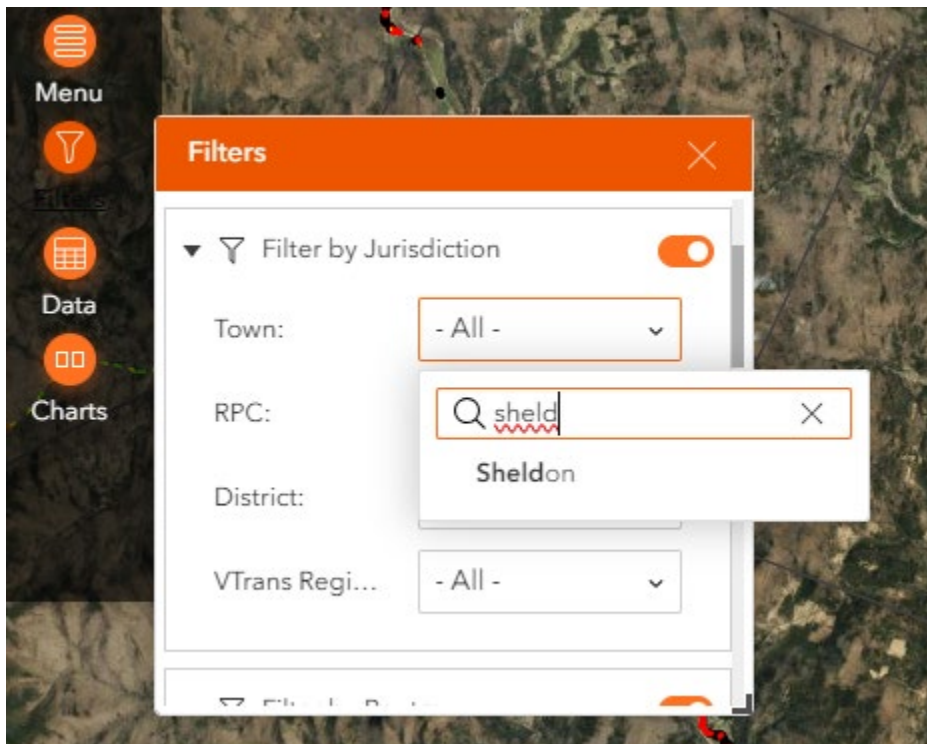 Menu
Filters
Data
Charts
Filters
Filter by Jurisdiction
Town:
- All -
sheld
Sheldon
RPC:
District:
VTrans Regi...
- All -